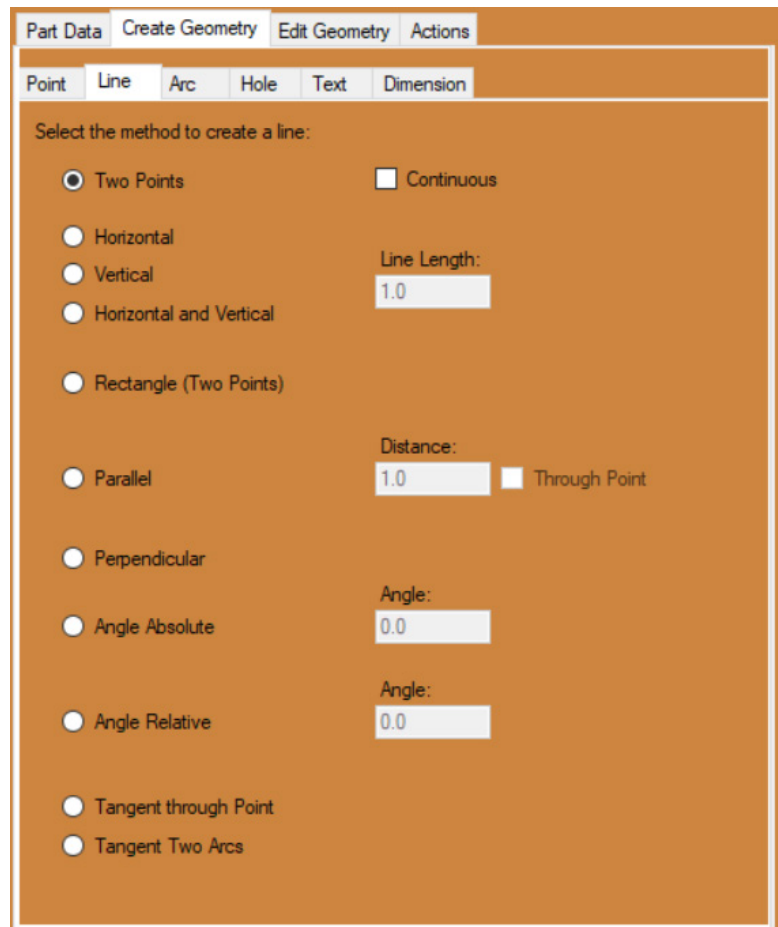 Part Data Create Geometry Edit Geometry Actions
Point Line Arc Hole Text Dimension
Select the method to create a line:
Two Points Continuous
Horizontal
Line Length:
Vertical
1.0
Horizontal and Vertical
Rectangle (Two Points)
Distance:
Parallel 1.0 Through Point
Perpendicular
Angle:
Angle Absolute 0.0
Angle:
Angle Relative 0.0
Tangent through Point
Tangent Two Arcs